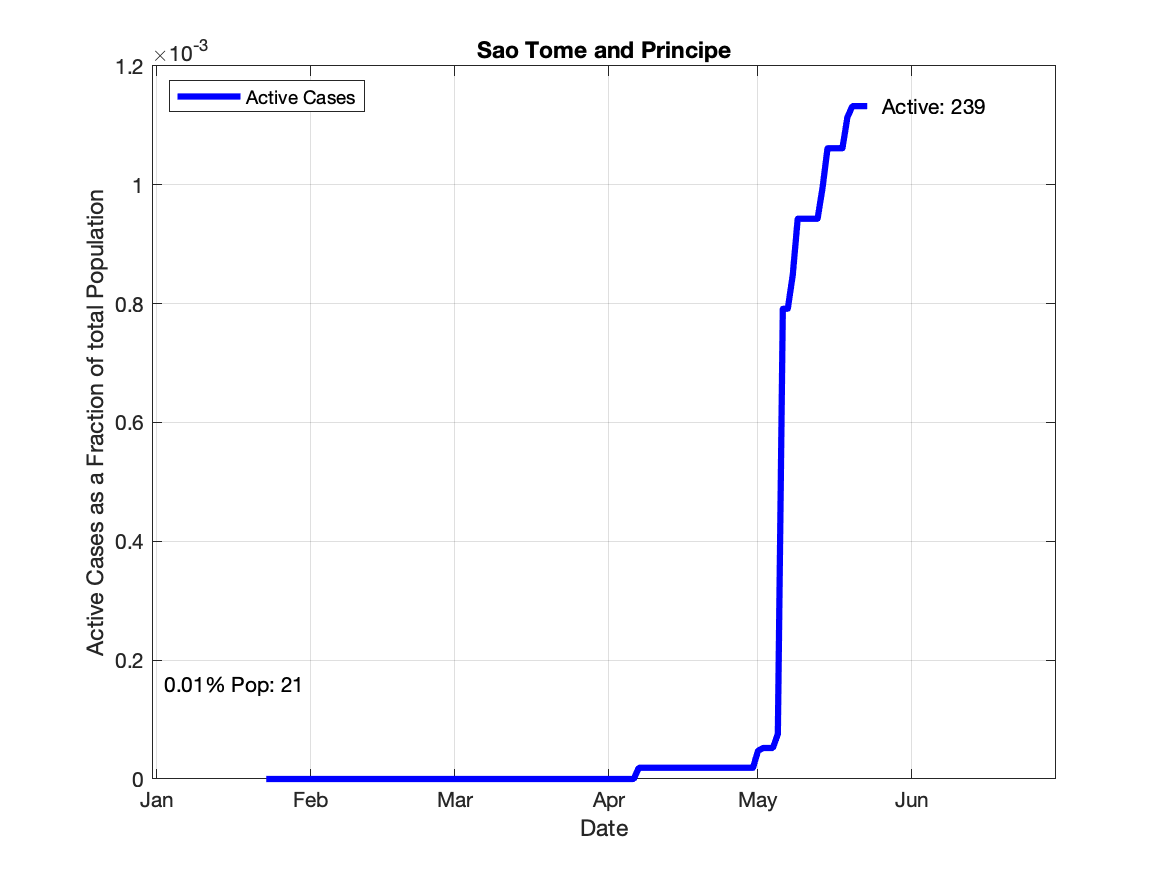 Sao Tome and Principe
×10-3
1.2
1
0.8
0.6
0.4
0.2
0
Active Cases as a Fraction of total Population
Active Cases
Active: 239
0.01% Pop: 21
Jan Feb Mar Apr May Jun
Date